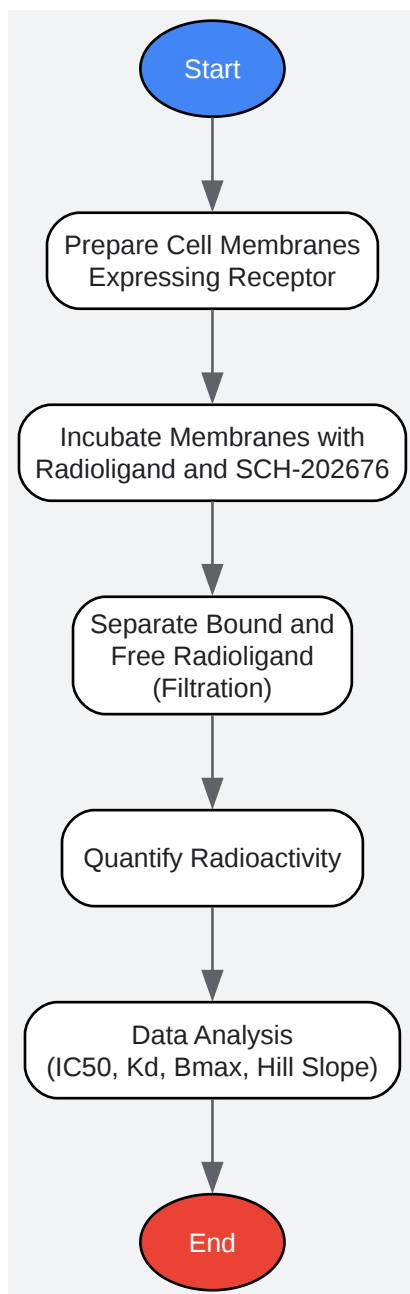 Start
Prepare Cell Membranes
Expressing Receptor
Incubate Membranes with
Radioligand and SCH-202676
Separate Bound and
Free Radioligand
(Filtration)
Quantify Radioactivity
Data Analysis
(IC50, Kd, Bmax, Hill Slope)
End